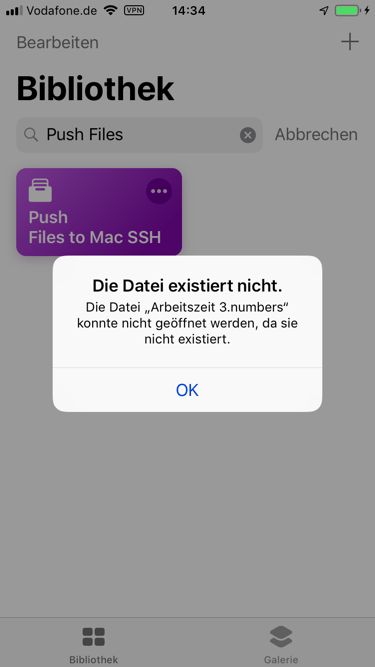 Vodafone.de VPN 14:34
Bearbeiten
Bibliothek
Push Files Abbrechen
Push
Files to Mac SSH
Die Datei existiert nicht.
Die Datei „Arbeitszeit 3.numbers“
konnte nicht geöffnet werden, da sie
nicht existiert.
OK
Bibliothek Galerie